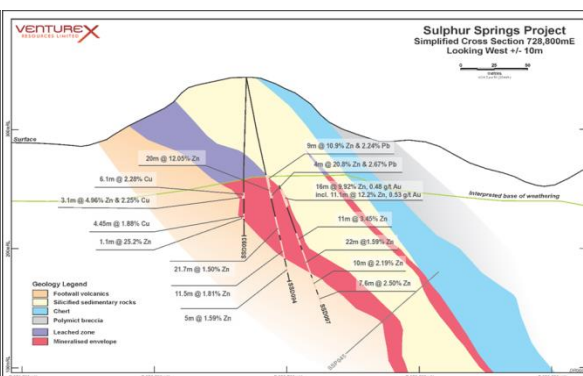 VENTUREX
RESOURCES LIMITED
Sulphur Springs Project
Simplified Cross Section 728,800mE
Looking West +/- 10m
Surface
9m @ 10.9% Zn & 2.24% Pb
20m @ 12.05% Zn
4m @ 20.8% Zn & 2.67% Pb
6.1m @ 2.28% Cu
16m @ 9.92% Zn, 0.48 g/t Au
Incl. 11.1m @ 12.2% Zn, 0.53 g/t Au
Interpreted base of weathering
3.1m @ 4.96% Zn & 2.25% Cu
11m @ 3.45% Zn
4.45m @ 1.88% Cu
22m @ 1.59% Zn
1.1m @ 25.2% Zn
10m @ 2.19% Zn
21.7m @ 1.50% Zn
7.6m @ 2.50% Zn
11.5m @ 1.81% Zn
5m @ 1.59% Zn
Geology Legend
Footwall volcanics
Silicified sedimentary rocks
Chert
Polymict breccia
Leached zone
Mineralised envelope